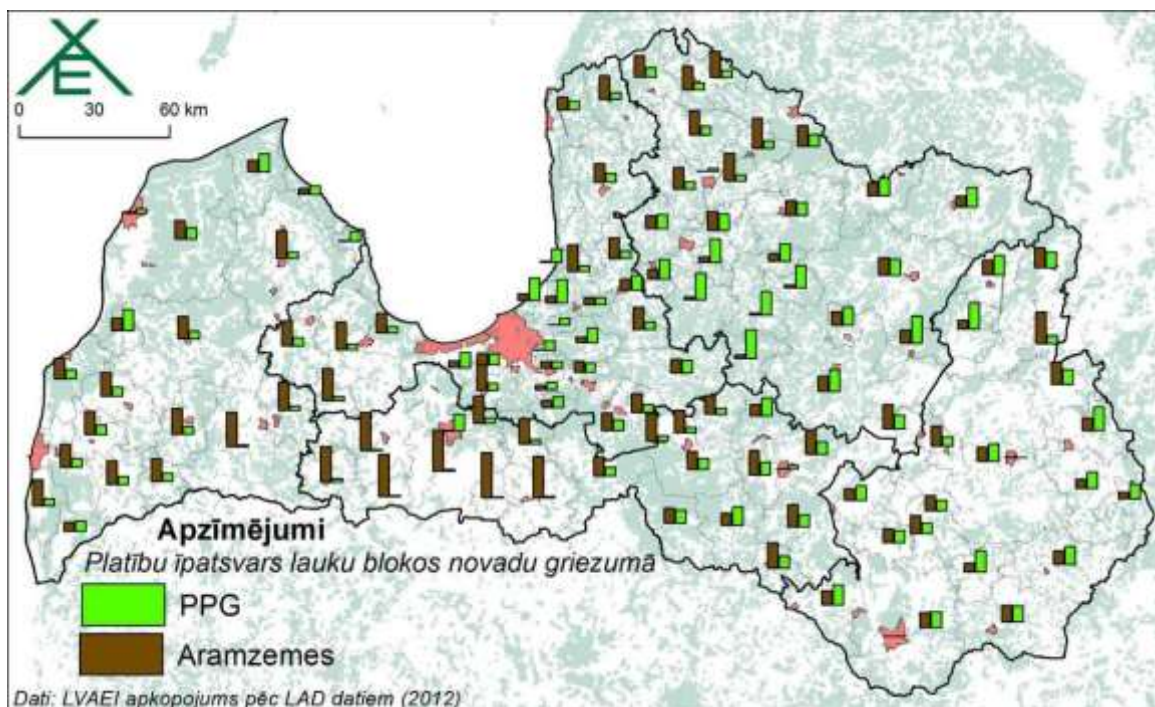 0 30 60 km
Apzīmējumi
Platību īpatsvars lauku blokos novadu griezumā
PPG
Aramzemes
Dati: LVAEI apkopojums pēc LAD datiem (2012)